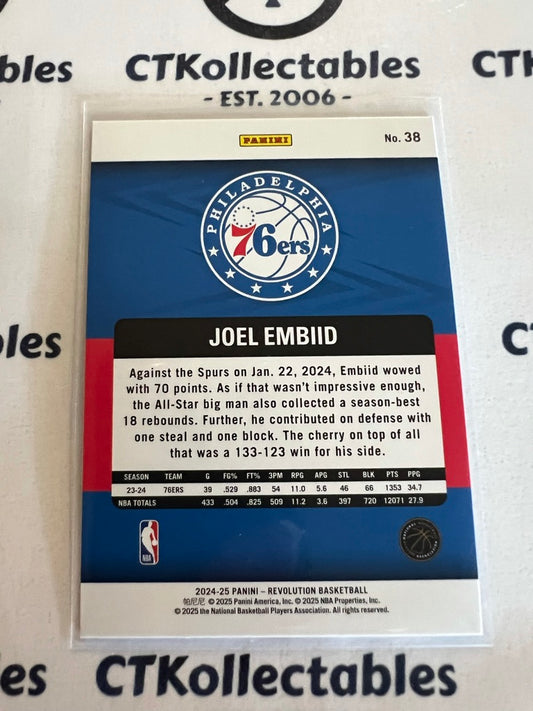 bles CTKollectables CTK
- EST. 2006 -
PANINI No. 38
PHILADELPHIA
76ers
JOEL EMBIID
Against the Spurs on Jan. 22, 2024, Embiid wowed
with 70 points. As if that wasn't impressive enough,
the All-Star big man also collected a season-best
18 rebounds. Further, he contributed on defense with
one steal and one block. The cherry on top of all
that was a 133-123 win for his side.
SEASON TEAM G FG% FT% 3PM RPG APG STL BLK PTS PPG
23-24 76ERS 39 .529 .883 54 11.0 5.6 46 66 1353 34.7
NBA TOTALS 433 .504 .825 509 11.2 3.6 397 720 12071 27.9
NBA
2024-25 PANINI – REVOLUTION BASKETBALL
帕尼尼 © 2025 Panini America, Inc. © 2025 NBA Properties, Inc.
© 2025 the National Basketball Players Association. All rights reserved.
es CTKollectables CT